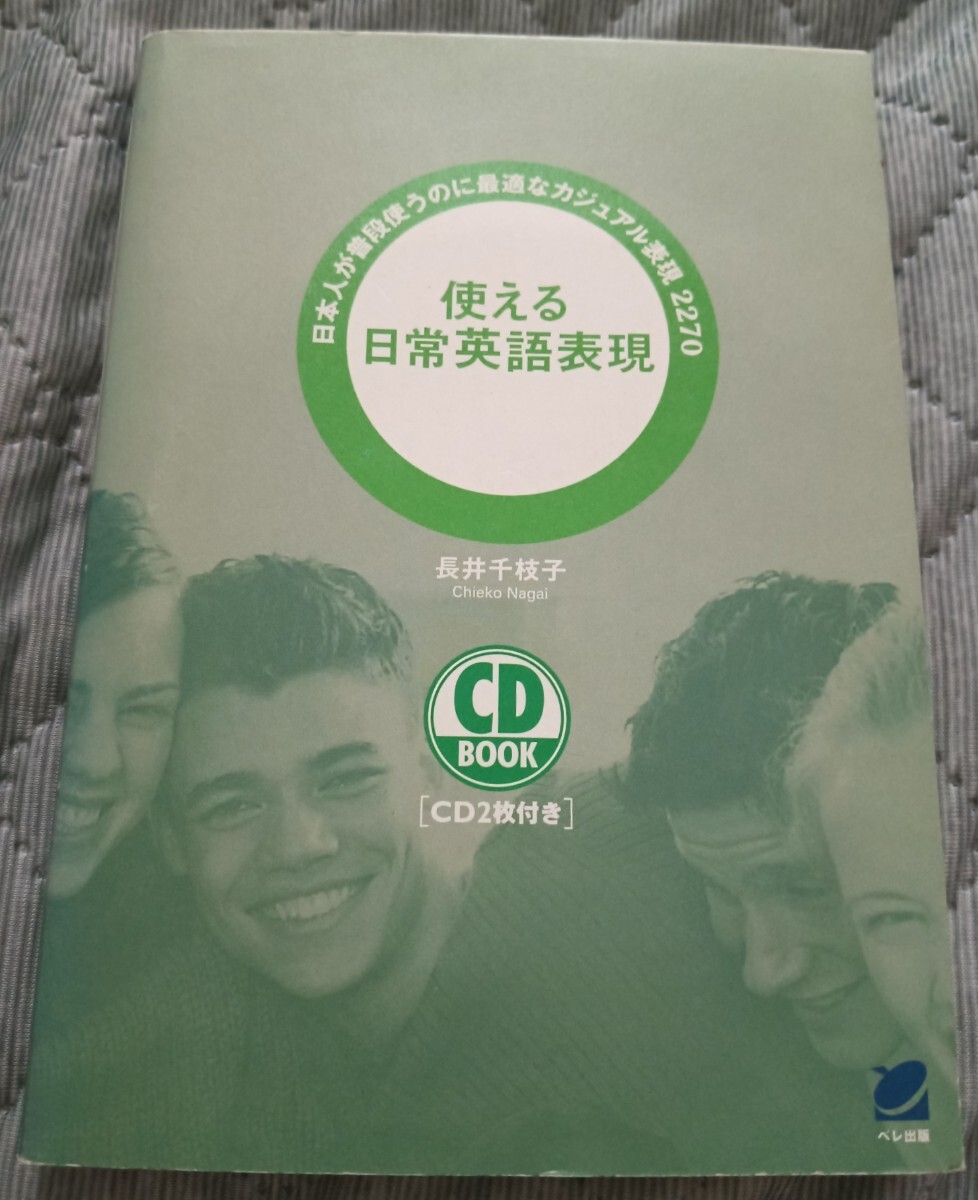 日本人が普段使うのに最適なカジュアル表現 2270
使える
日常英語表現
長井千枝子
Chieko Nagai
CD
BOOK
[CD2枚付き]
ベレ出版